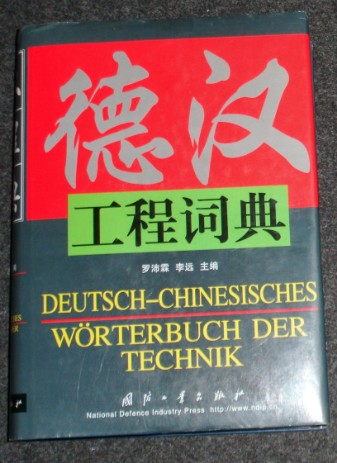 德汉
工程词典
罗沛霖 李远 主编
DEUTSCH-CHINESISCHES
WÖRTERBUCH DER
TECHNIK
国防工业出版社
National Defence Industry Press http://www.ndip.cn